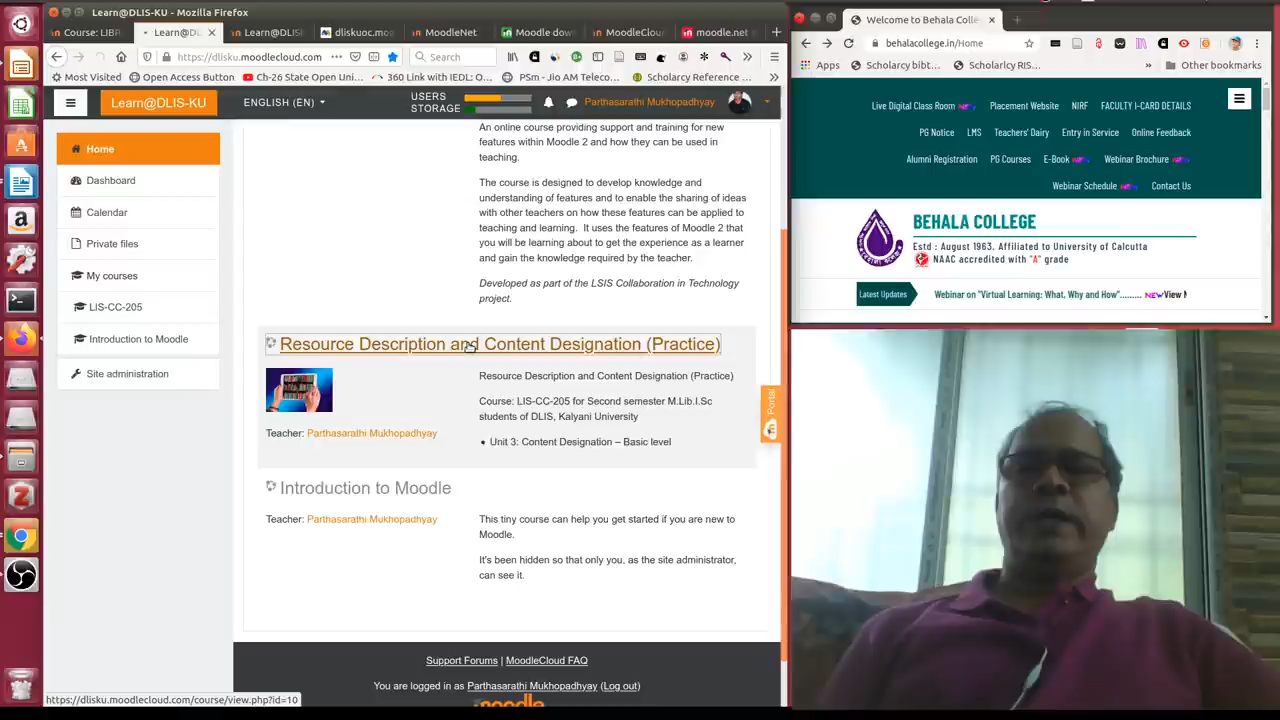 Learn@DLIS-KU - Mozilla Firefox
Course: LIBR
Learn@DL
Learn@DLIS
dliskuoc.mo
MoodleNet
Moodle dow
MoodleClou
moodle.net
https://dlisku.moodlecloud.com
Search
Most Visited
Open Access Button
Ch-26 State Open Uni...
360 Link with IEDL: O...
PSm - Jio AM Teleco...
Scholarcy Reference ...
Learn@DLIS-KU
ENGLISH (EN)
USERS
STORAGE
Parthasarathi Mukhopadhyay
Home
Dashboard
Calendar
Private files
My courses
LIS-CC-205
Introduction to Moodle
Site administration
An online course providing support and training for new
features within Moodle 2 and how they can be used in
teaching.
The course is designed to develop knowledge and
understanding of features and to enable the sharing of ideas
with other teachers on how these features can be applied to
teaching and learning. It uses the features of Moodle 2 that
you will be learning about to get the experience as a learner
and gain the knowledge required by the teacher.
Developed as part of the LSIS Collaboration in Technology
project.
Resource Description and Content Designation (Practice)
Resource Description and Content Designation (Practice)
Course: LIS-CC-205 for Second semester M.Lib.I.Sc
students of DLIS, Kalyani University
• Unit 3: Content Designation – Basic level
Teacher: Parthasarathi Mukhopadhyay
Introduction to Moodle
Teacher: Parthasarathi Mukhopadhyay
This tiny course can help you get started if you are new to
Moodle.
It's been hidden so that only you, as the site administrator,
can see it.
Portal
Support Forums | MoodleCloud FAQ
You are logged in as Parthasarathi Mukhopadhyay (Log out)
moodle
https://dlisku.moodlecloud.com/course/view.php?id=10
Welcome to Behala Colle
behalacollege.in/Home
Apps
Scholarcy bibt...
Scholarlcy RIS...
Other bookmarks
Live Digital Class Room
Placement Website
NIRF
FACULTY I-CARD DETAILS
PG Notice
LMS
Teachers' Dairy
Entry in Service
Online Feedback
Alumni Registration
PG Courses
E-Book
Webinar Brochure
Webinar Schedule
Contact Us
BEHALA COLLEGE
Estd : August 1963. Affiliated to University of Calcutta
NAAC accredited with "A" grade
Latest Updates
Webinar on "Virtual Learning: What, Why and How"......... NEW View